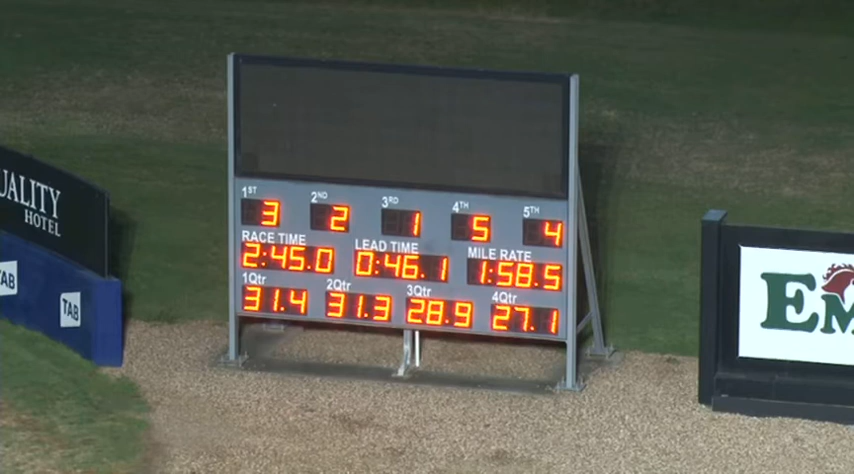 UALITY
HOTEL
TAB
1ST 2ND 3RD 4TH 5TH
3 2 1 5 4
RACE TIME LEAD TIME MILE RATE
2:45.0 0:46.1 1:58.5
1Qtr 2Qtr 3Qtr 4Qtr
31.4 31.3 28.9 27.1
TAB
EM